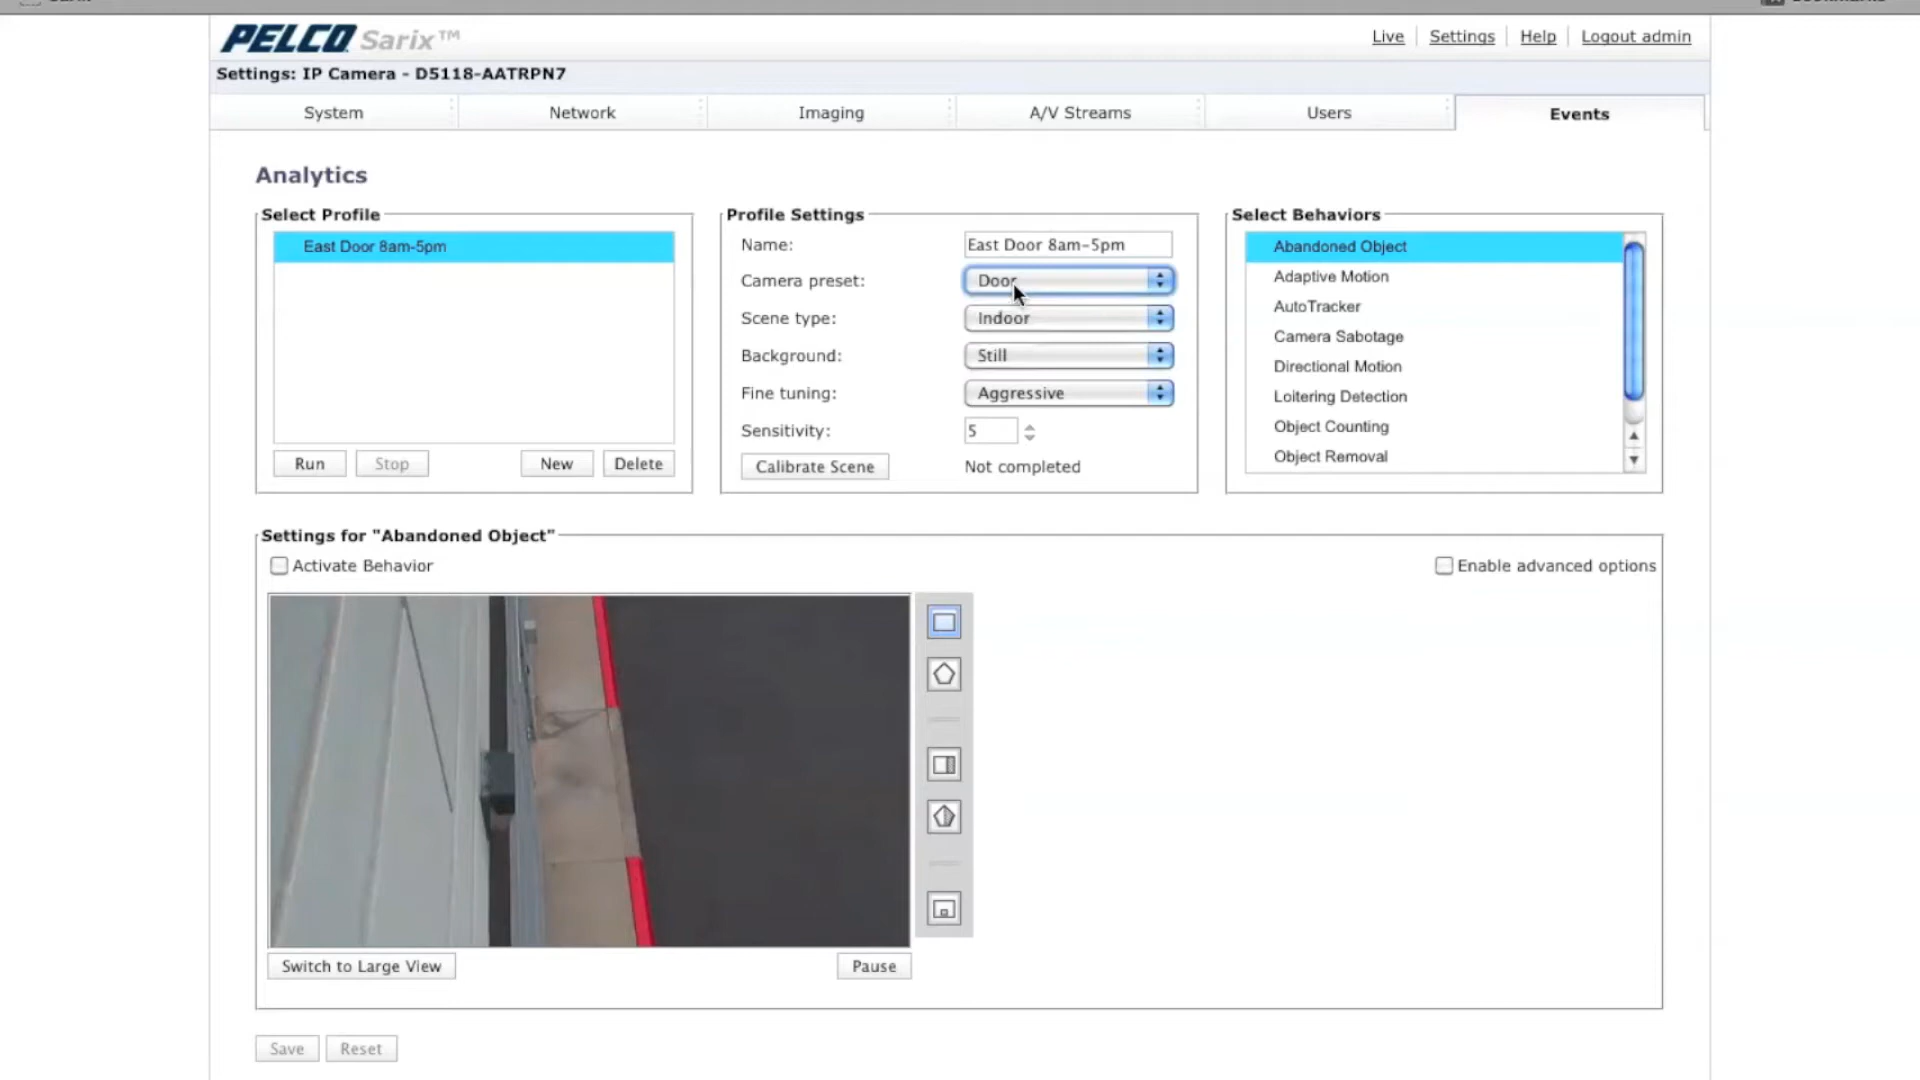 PELCO Sarix™
Live Settings Help Logout admin
Settings: IP Camera - D5118-AATRPN7
System Network Imaging A/V Streams Users Events
Analytics
Select Profile
East Door 8am-5pm
Run Stop New Delete
Profile Settings
Name: East Door 8am-5pm
Camera preset: Door
Scene type: Indoor
Background: Still
Fine tuning: Aggressive
Sensitivity: 5
Calibrate Scene Not completed
Select Behaviors
Abandoned Object
Adaptive Motion
AutoTracker
Camera Sabotage
Directional Motion
Loitering Detection
Object Counting
Object Removal
Settings for "Abandoned Object"
Activate Behavior Enable advanced options
Switch to Large View Pause
Save Reset